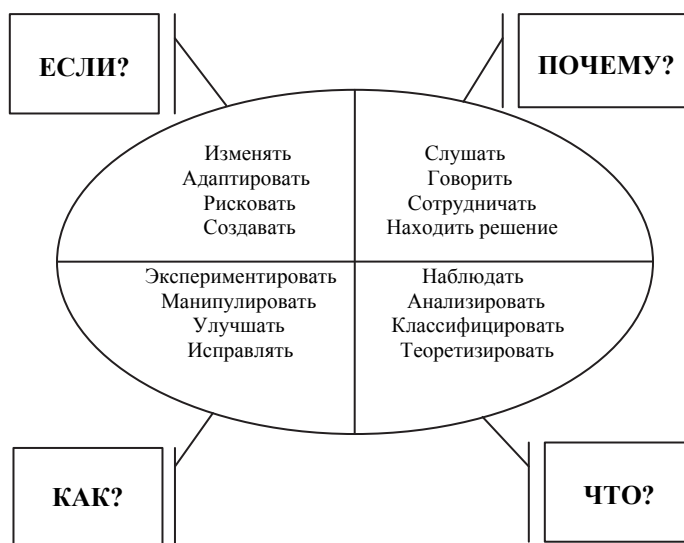 ЕСЛИ?
ПОЧЕМУ?
Изменять
Адаптировать
Рисковать
Создавать
Слушать
Говорить
Сотрудничать
Находить решение
Экспериментировать
Манипулировать
Улучшать
Исправлять
Наблюдать
Анализировать
Классифицировать
Теоретизировать
КАК?
ЧТО?